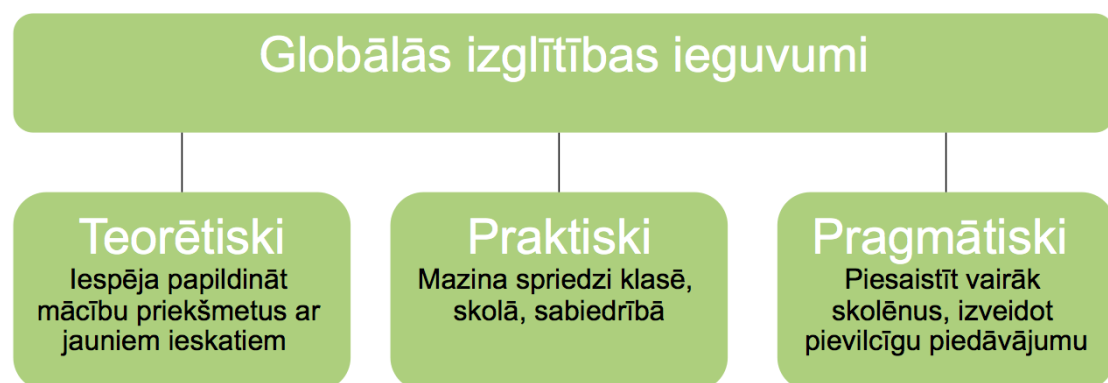 Globālās izglītības ieguvumi
Teorētiski
Iespēja papildināt
mācību priekšmetus ar
jauniem ieskatiem
Praktiski
Mazina spriedzi klasē,
skolā, sabiedrībā
Pragmātiski
Piesaistīt vairāk
skolēnus, izveidot
pievilcīgu piedāvājumu